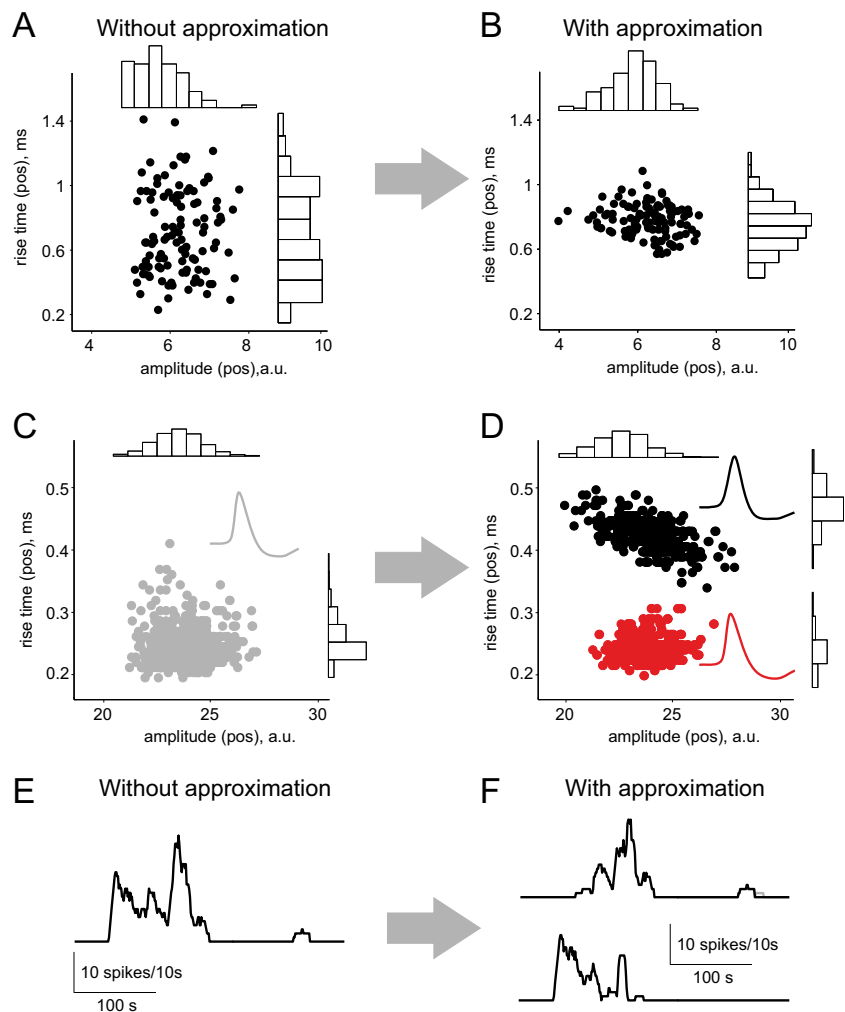 A
Without approximation
rise time (pos), ms
1.4
1
0.6
0.2
4
6
8
10
amplitude (pos),a.u.
B
With approximation
rise time (pos), ms
1.4
1
0.6
0.2
4
6
8
10
amplitude (pos), a.u.
C
rise time (pos), ms
0.5
0.4
0.3
0.2
20
25
30
amplitude (pos), a.u.
D
rise time (pos), ms
0.5
0.4
0.3
0.2
20
25
30
amplitude (pos), a.u.
E
Without approximation
10 spikes/10s
100 s
F
With approximation
10 spikes/10s
100 s